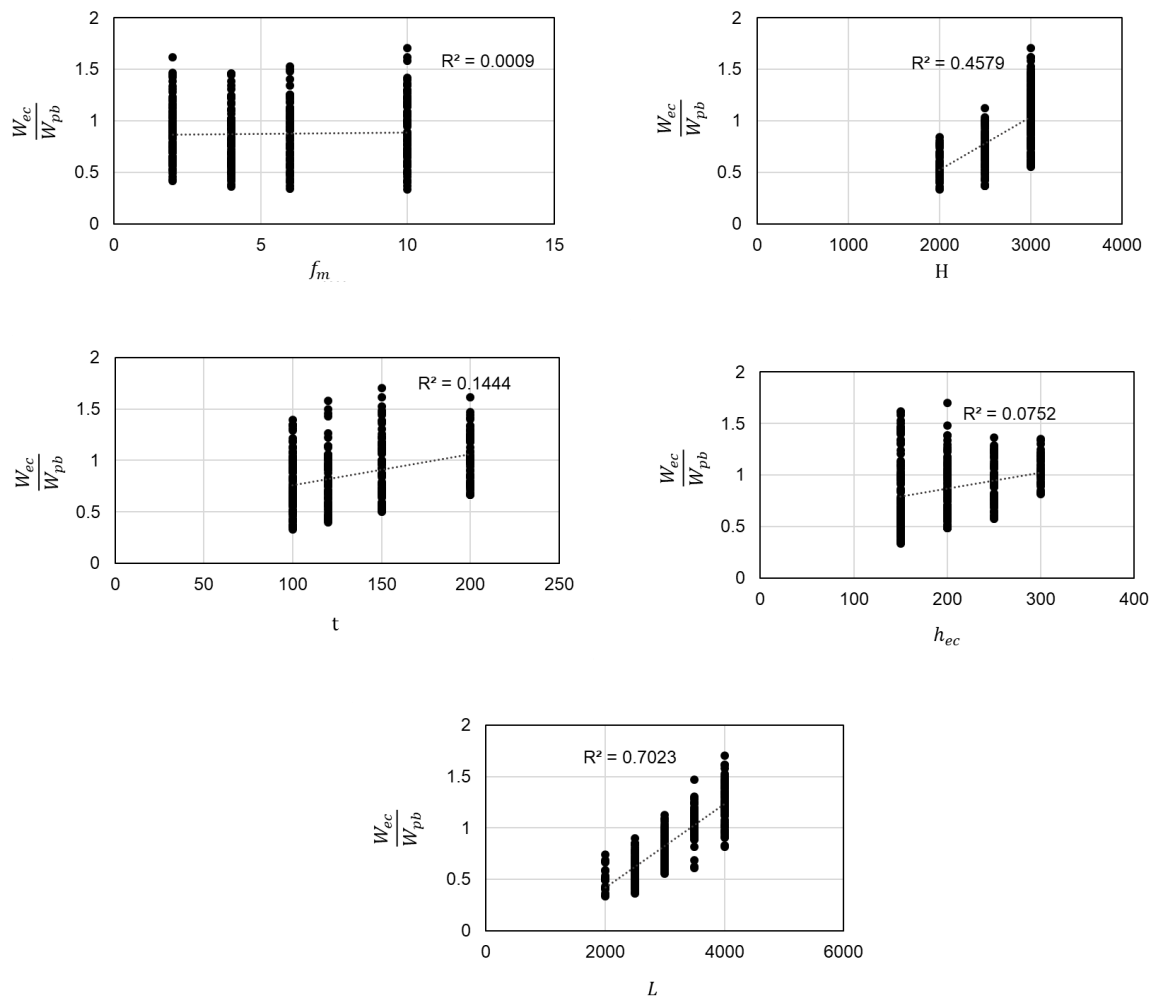 2
1.5
1
0.5
0
W_ec
W_pb
R² = 0.0009
0 5 10 15
f_m
2
1.5
1
0.5
0
W_ec
W_pb
R² = 0.4579
0 1000 2000 3000 4000
H
2
1.5
1
0.5
0
W_ec
W_pb
R² = 0.1444
0 50 100 150 200 250
t
2
1.5
1
0.5
0
W_ec
W_pb
R² = 0.0752
0 100 200 300 400
h_ec
2
1.5
1
0.5
0
W_ec
W_pb
R² = 0.7023
0 2000 4000 6000
L